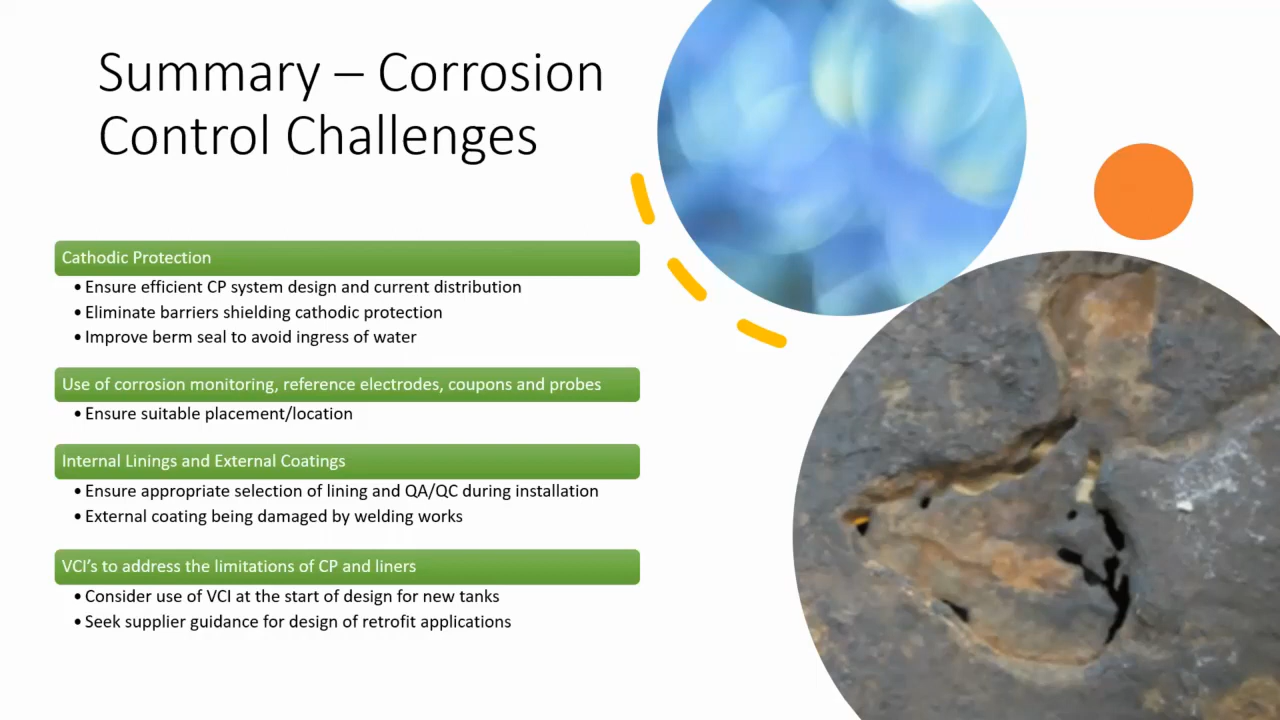 Summary – Corrosion
Control Challenges
Cathodic Protection
• Ensure efficient CP system design and current distribution
• Eliminate barriers shielding cathodic protection
• Improve berm seal to avoid ingress of water
Use of corrosion monitoring, reference electrodes, coupons and probes
• Ensure suitable placement/location
Internal Linings and External Coatings
• Ensure appropriate selection of lining and QA/QC during installation
• External coating being damaged by welding works
VCI's to address the limitations of CP and liners
• Consider use of VCI at the start of design for new tanks
• Seek supplier guidance for design of retrofit applications